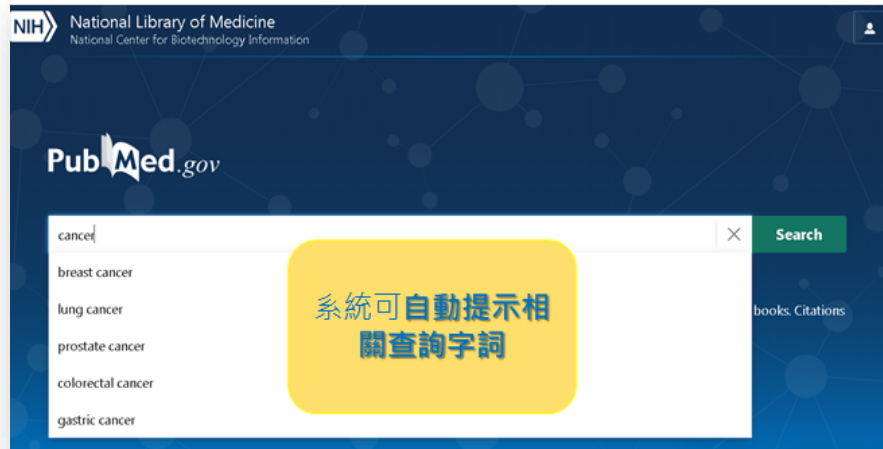 NIH
National Library of Medicine
National Center for Biotechnology Information
PubMed.gov
cancer
Search
breast cancer
lung cancer
prostate cancer
colorectal cancer
gastric cancer
系統可自動提示相
關查詢字詞
books. Citations